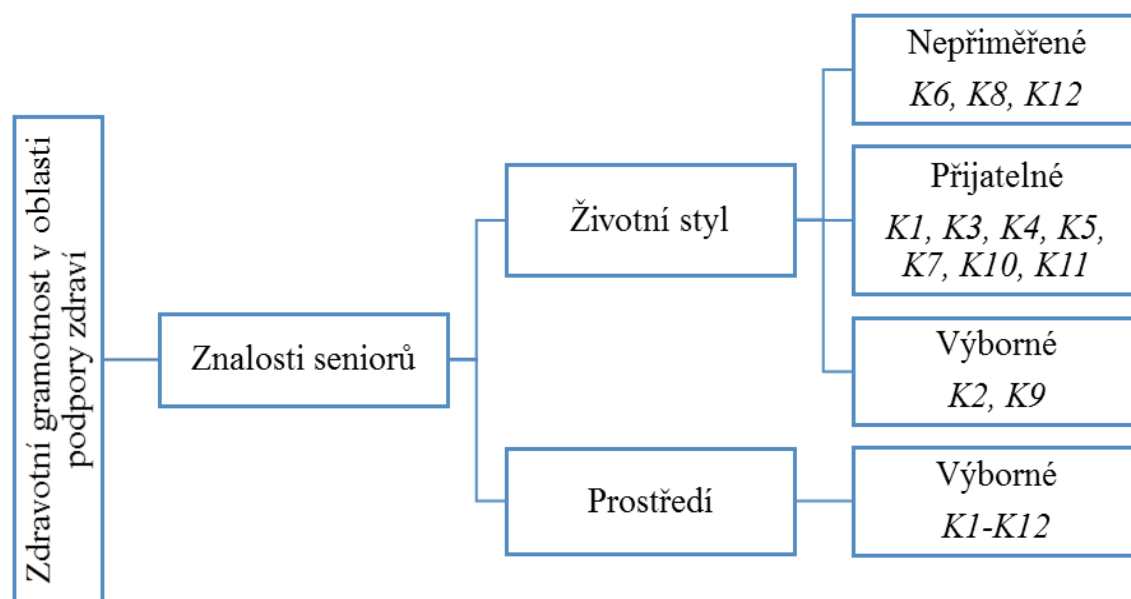 Zdravotní gramotnost v oblasti
podpory zdraví
Znalosti seniorů
Životní styl
Nepřiměřené
K6, K8, K12
Přijatelné
K1, K3, K4, K5,
K7, K10, K11
Výborné
K2, K9
Prostředí
Výborné
K1-K12